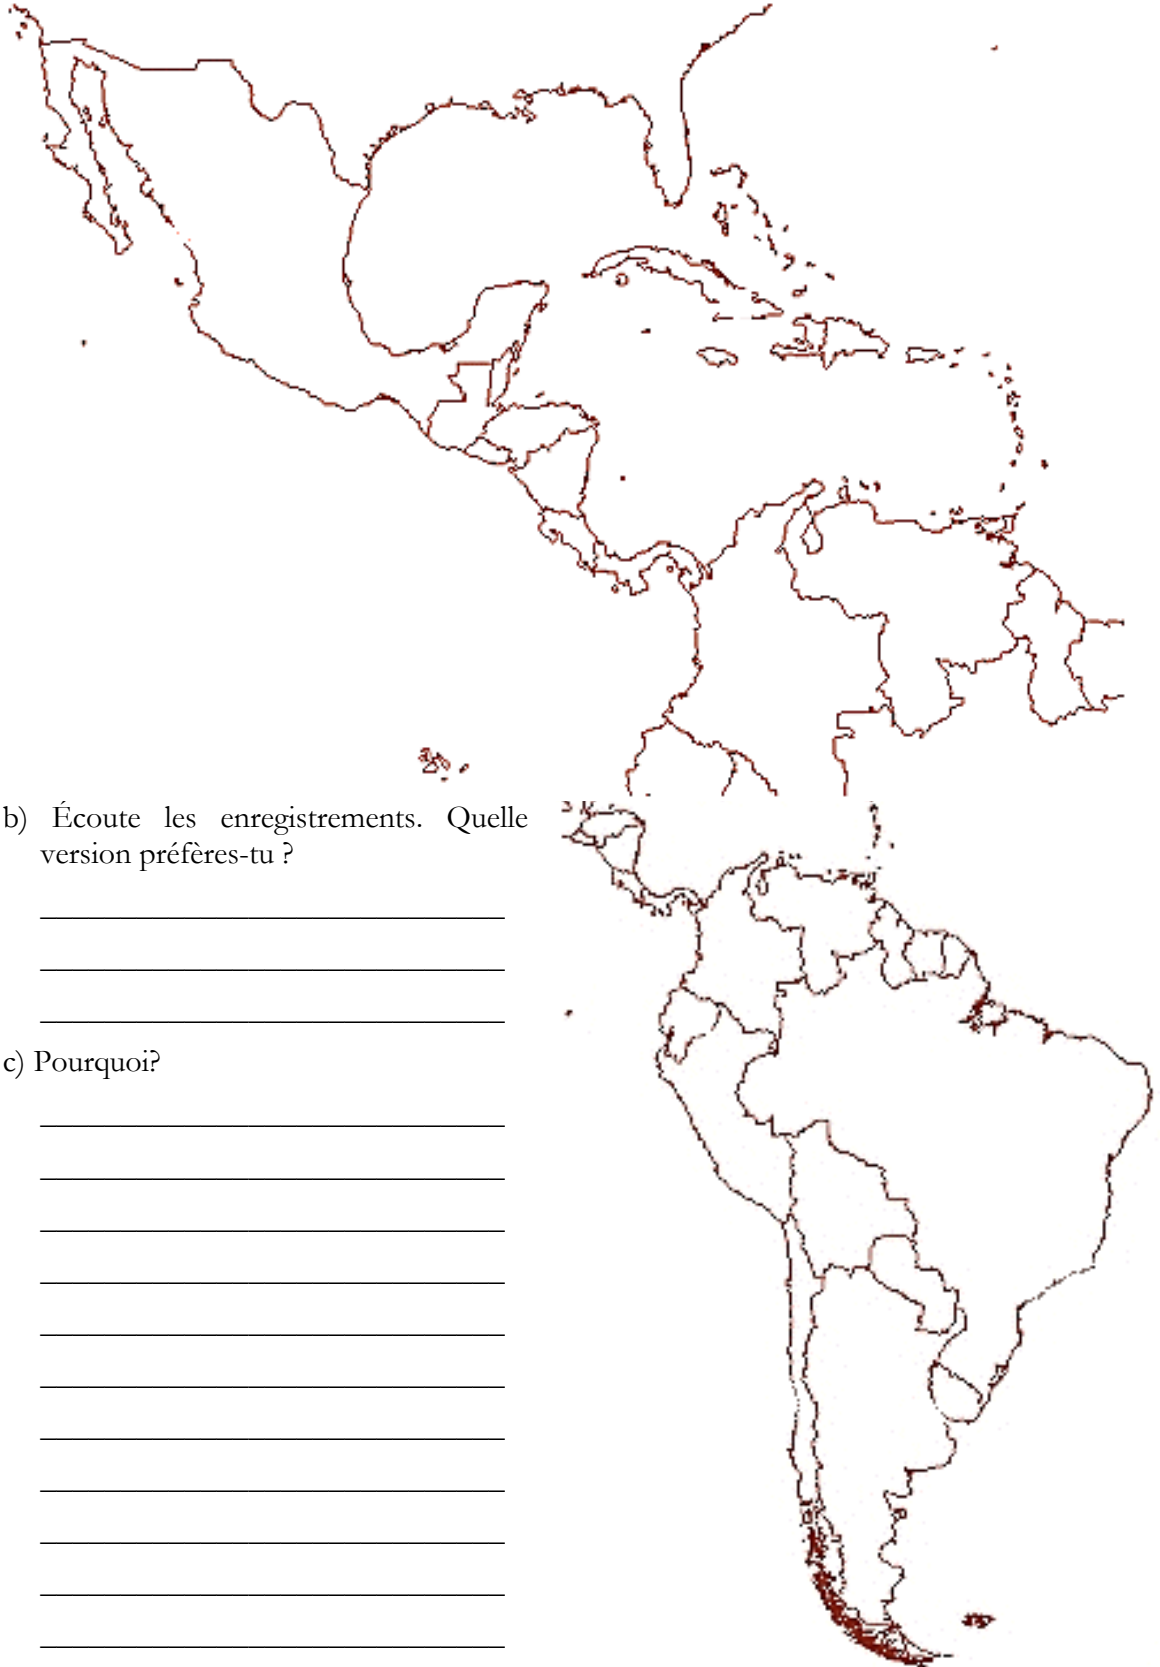 b) Écoute les enregistrements. Quelle
version préfères-tu ?
c) Pourquoi?